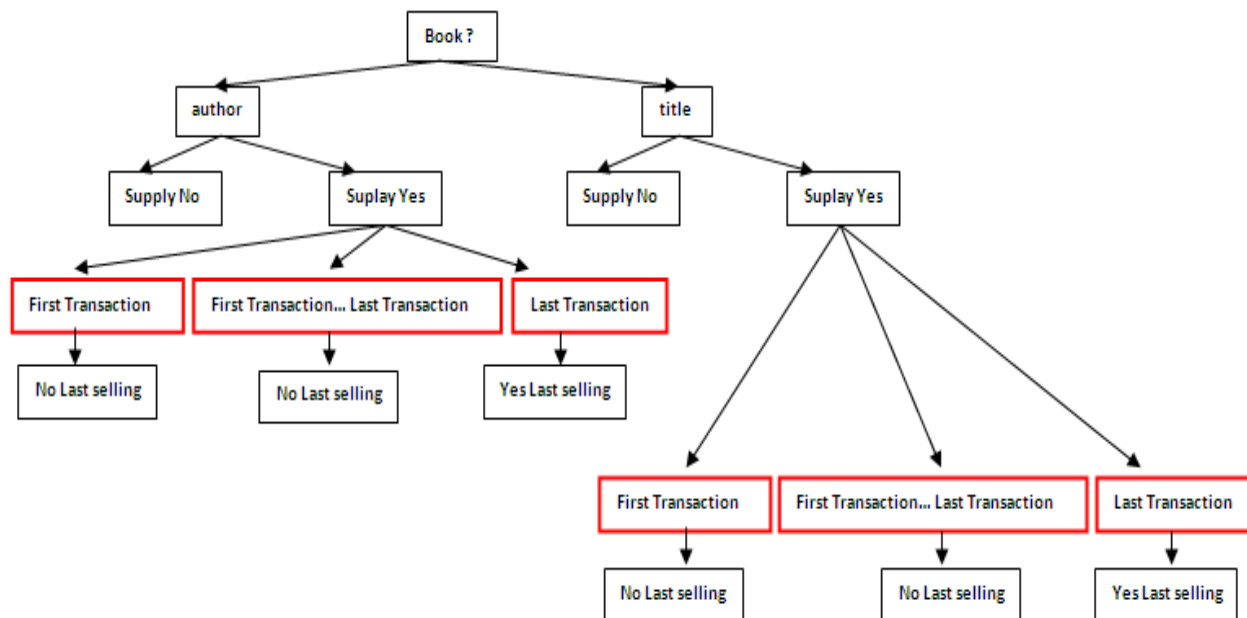 Book ?
author
title
Supply No
Suplay Yes
Supply No
Suplay Yes
First Transaction
First Transaction... Last Transaction
Last Transaction
No Last selling
No Last selling
Yes Last selling
First Transaction
First Transaction... Last Transaction
Last Transaction
No Last selling
No Last selling
Yes Last selling